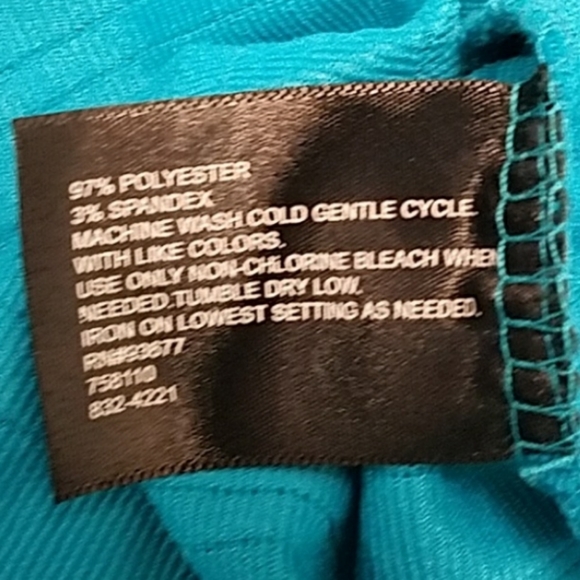 97% POLYESTER
3% SPANDEX
MACHINE WASH COLD GENTLE CYCLE
WITH LIKE COLORS.
USE ONLY NON-CHLORINE BLEACH WHEN
NEEDED.TUMBLE DRY LOW.
IRON ON LOWEST SETTING AS NEEDED.
RN#93677
758110
832-4221